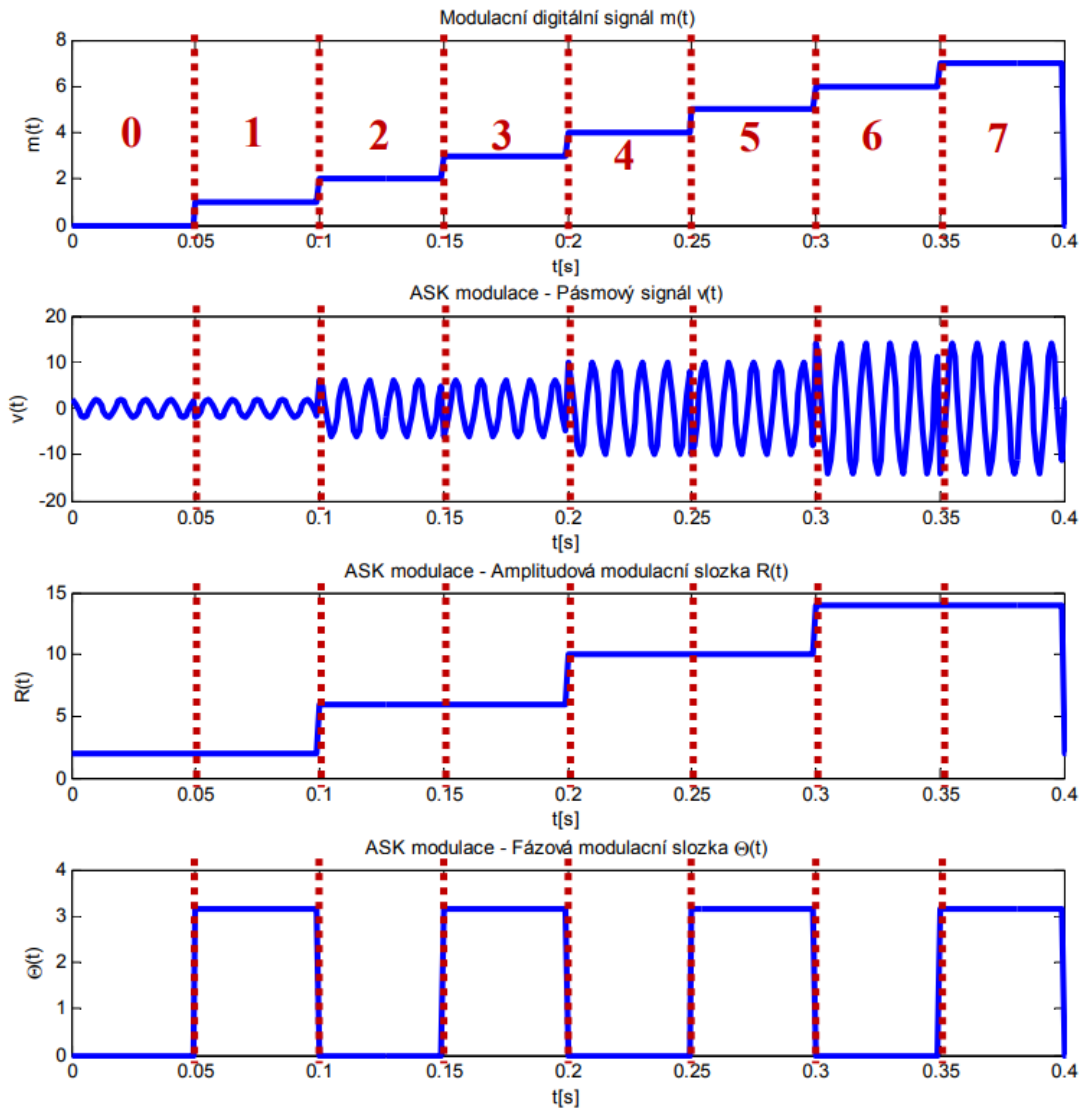 Modulacní digitální signál m(t)
8
6
4
2
0
m(t)
0 1 2 3 4 5 6 7
0 0.05 0.1 0.15 0.2 0.25 0.3 0.35 0.4
t[s]
ASK modulace - Pásmový signál v(t)
20
10
0
-10
-20
v(t)
0 0.05 0.1 0.15 0.2 0.25 0.3 0.35 0.4
t[s]
ASK modulace - Amplitudová modulacní slozka R(t)
15
10
5
0
R(t)
0 0.05 0.1 0.15 0.2 0.25 0.3 0.35 0.4
t[s]
ASK modulace - Fázová modulacní slozka Θ(t)
4
3
2
1
0
Θ(t)
0 0.05 0.1 0.15 0.2 0.25 0.3 0.35 0.4
t[s]